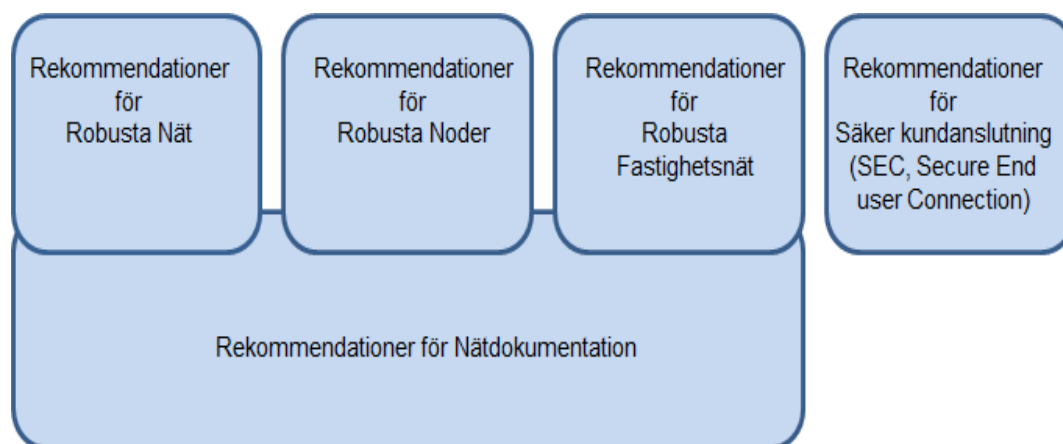 Rekommendationer
för
Robusta Nät
Rekommendationer
för
Robusta Noder
Rekommendationer
för
Robusta
Fastighetsnät
Rekommendationer
för
Säker kundanslutning
(SEC, Secure End
user Connection)
Rekommendationer för Nätdokumentation